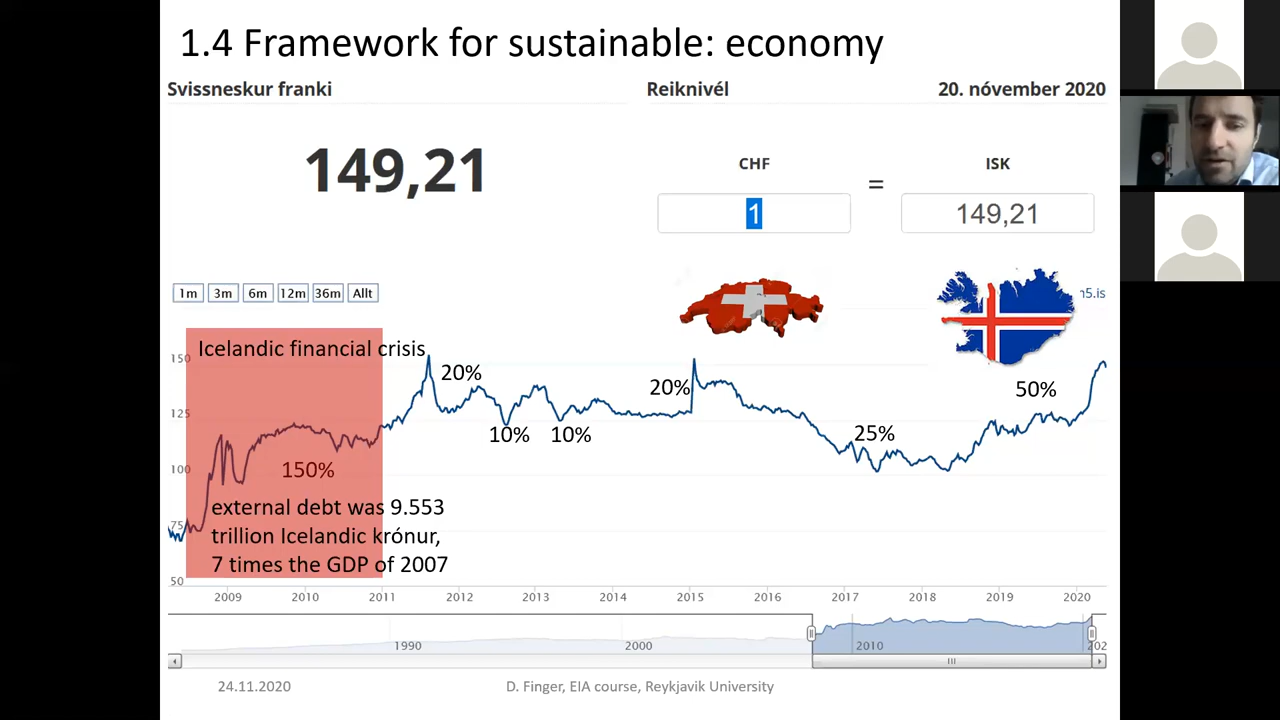 1.4 Framework for sustainable: economy
Svissneskur franki
Reiknivél
20. nóvember 2020
149,21
CHF
ISK
1
=
149,21
1m 3m 6m 12m 36m Allt
n5.is
Icelandic financial crisis
150
125
100
75
50
20%
10%
10%
20%
25%
50%
150%
external debt was 9.553
trillion Icelandic krónur,
7 times the GDP of 2007
2009 2010 2011 2012 2013 2014 2015 2016 2017 2018 2019 2020
1990 2000 2010 202
24.11.2020
D. Finger, EIA course, Reykjavik University